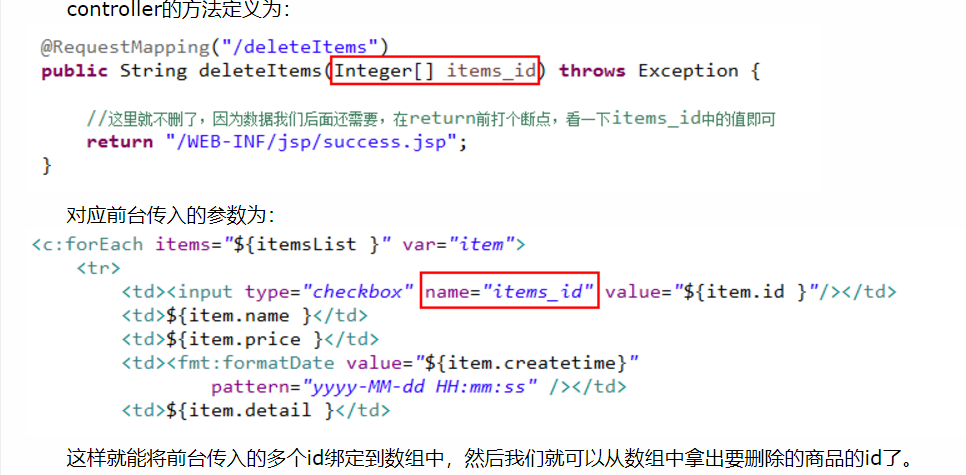 controller的方法定义为：
@RequestMapping("/deleteItems")
public String deleteItems(Integer[] items_id) throws Exception {
//这里就不删了，因为数据我们后面还需要，在return前打个断点，看一下items_id中的值即可
return "/WEB-INF/jsp/success.jsp";
}
对应前台传入的参数为：
<c:forEach items="${itemsList }" var="item">
<tr>
<td><input type="checkbox" name="items_id" value="${item.id }"/></td>
<td>${item.name }</td>
<td>${item.price }</td>
<td><fmt:formatDate value="${item.createtime}"
pattern="yyyy-MM-dd HH:mm:ss" /></td>
<td>${item.detail }</td>
这样就能将前台传入的多个id绑定到数组中，然后我们就可以从数组中拿出要删除的商品的id了。